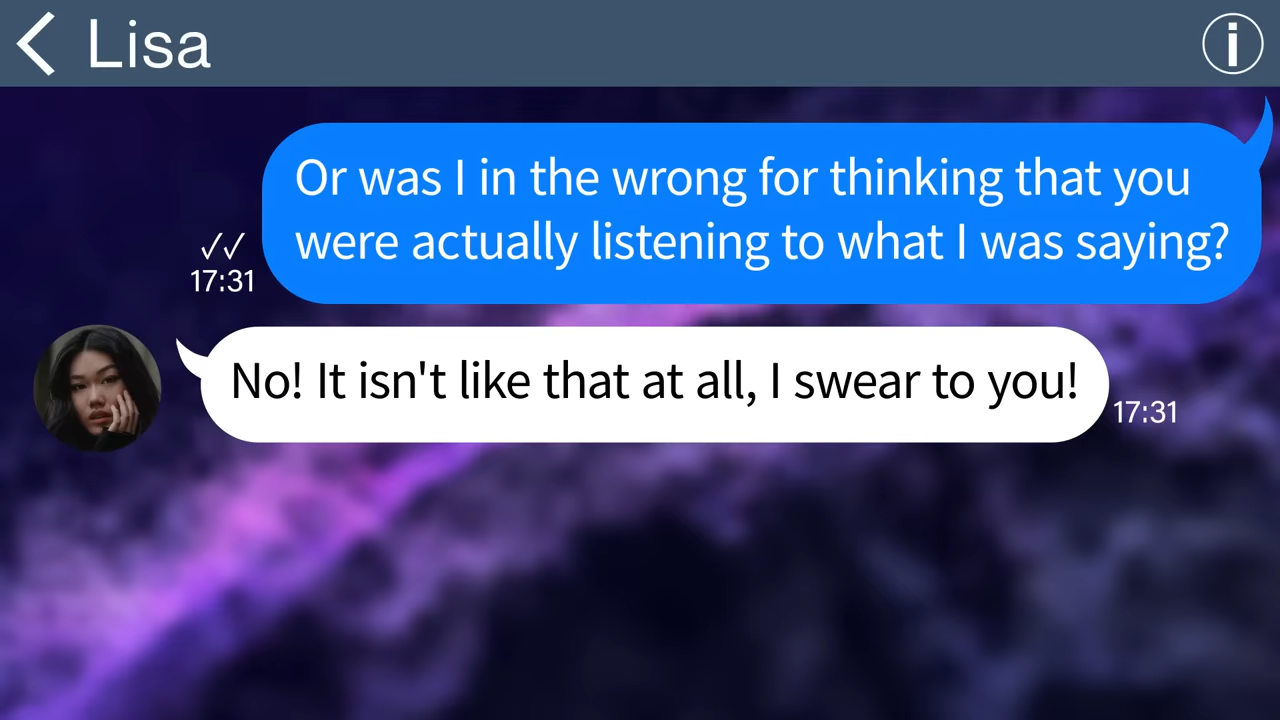 Lisa
Or was I in the wrong for thinking that you
were actually listening to what I was saying?
✓✓
17:31
No! It isn't like that at all, I swear to you!
17:31